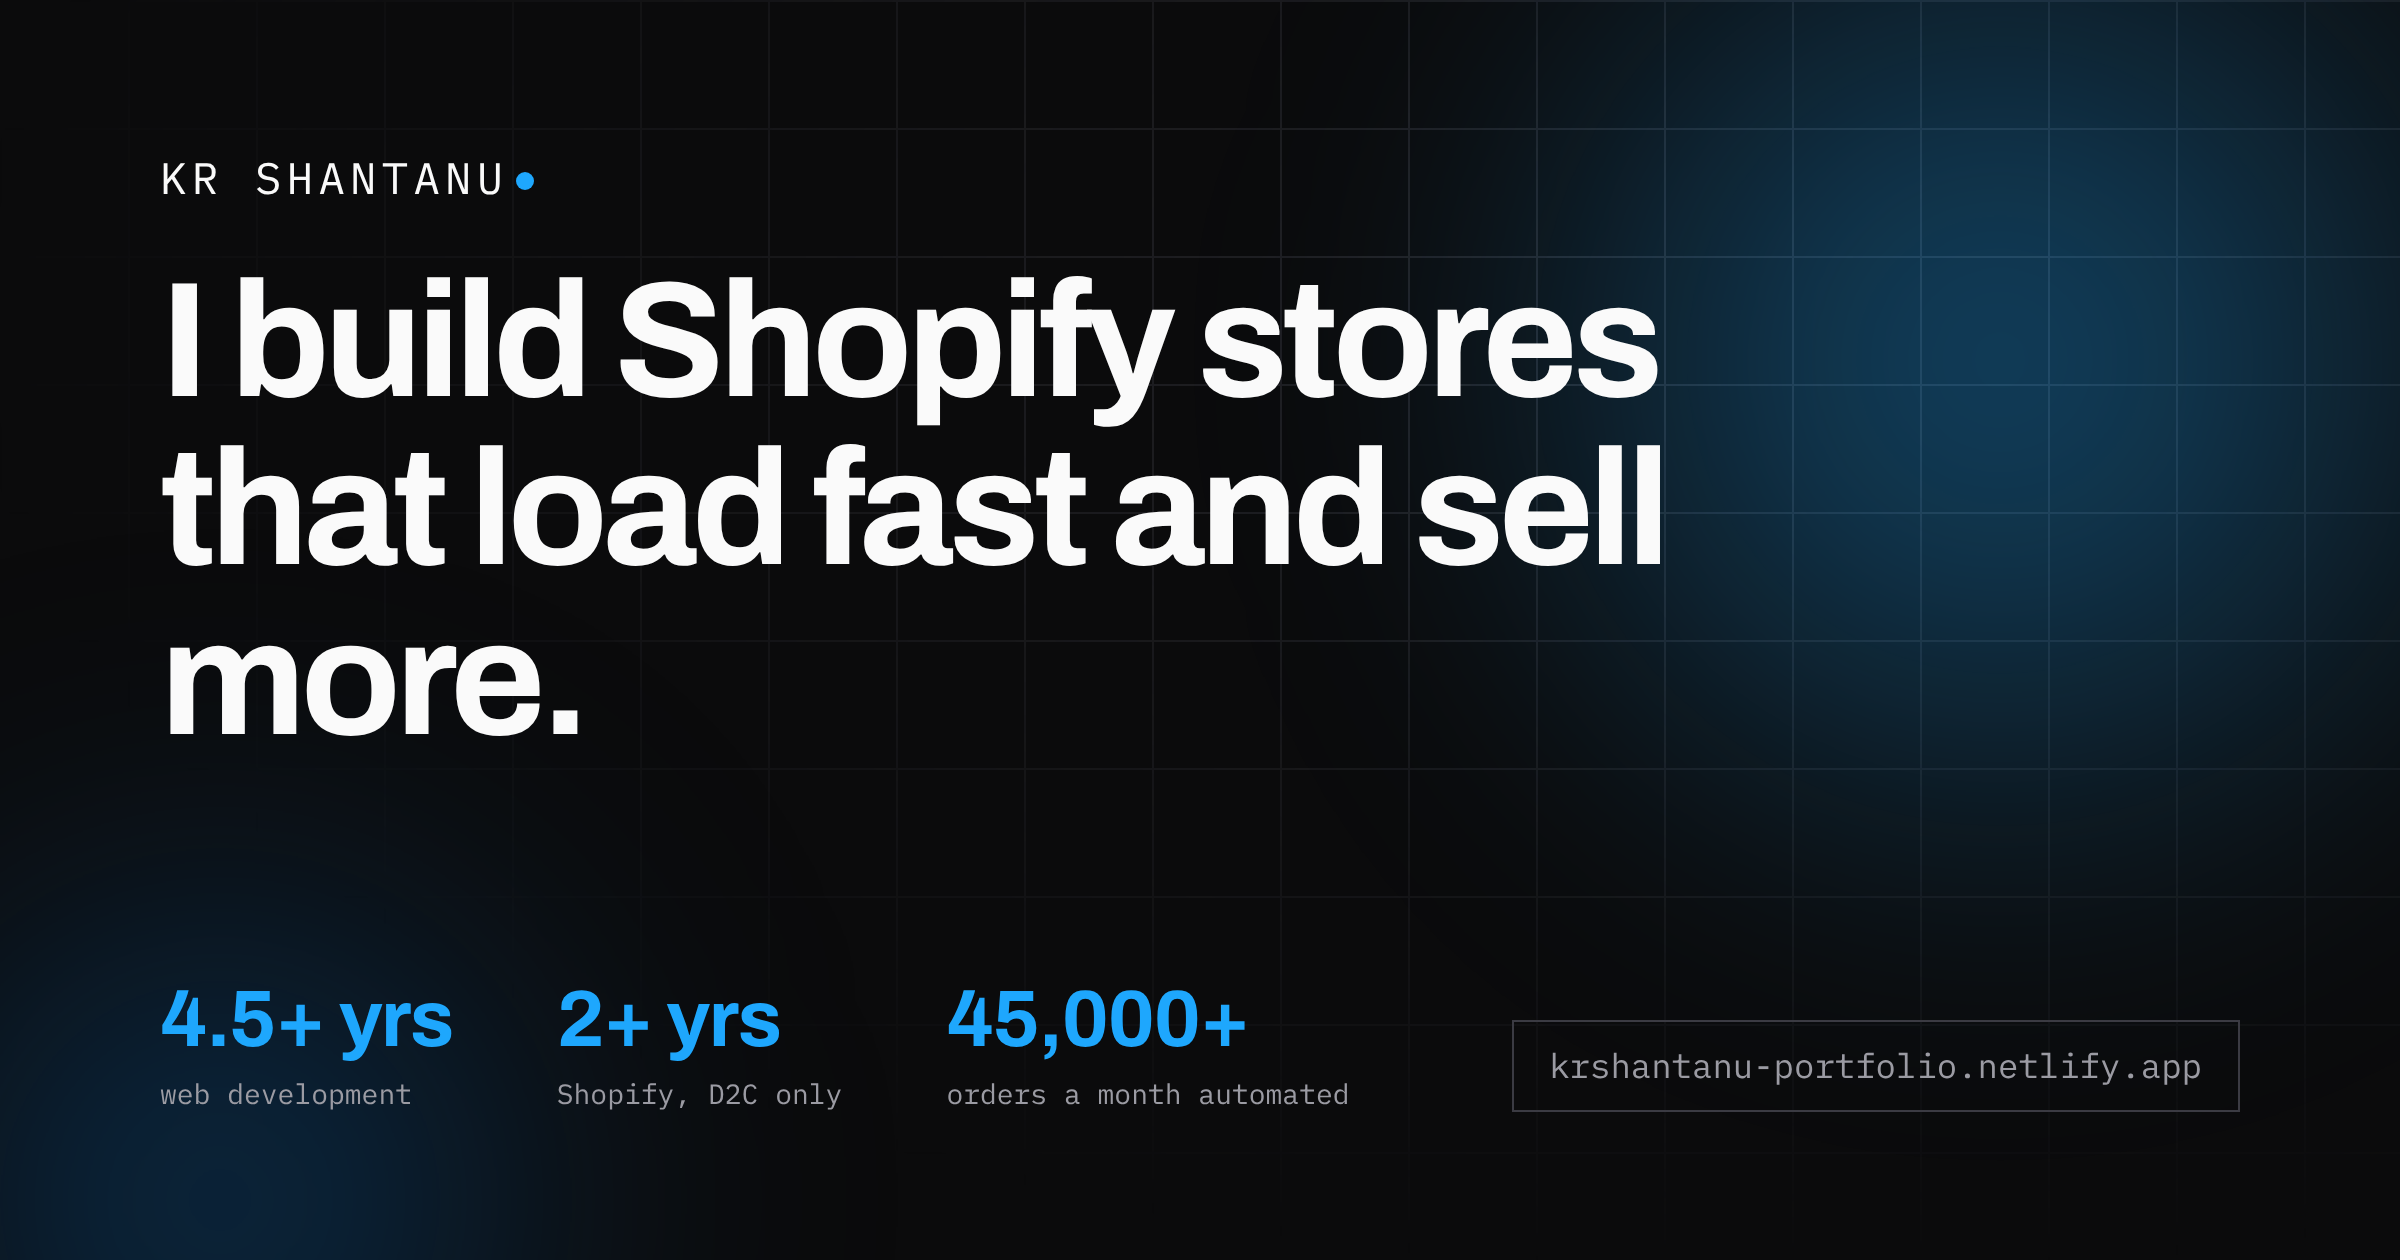 KR SHANTANU
I build Shopify stores
that load fast and sell
more.
4.5+ yrs
web development
2+ yrs
Shopify, D2C only
45,000+
orders a month automated
krshantanu-portfolio.netlify.app